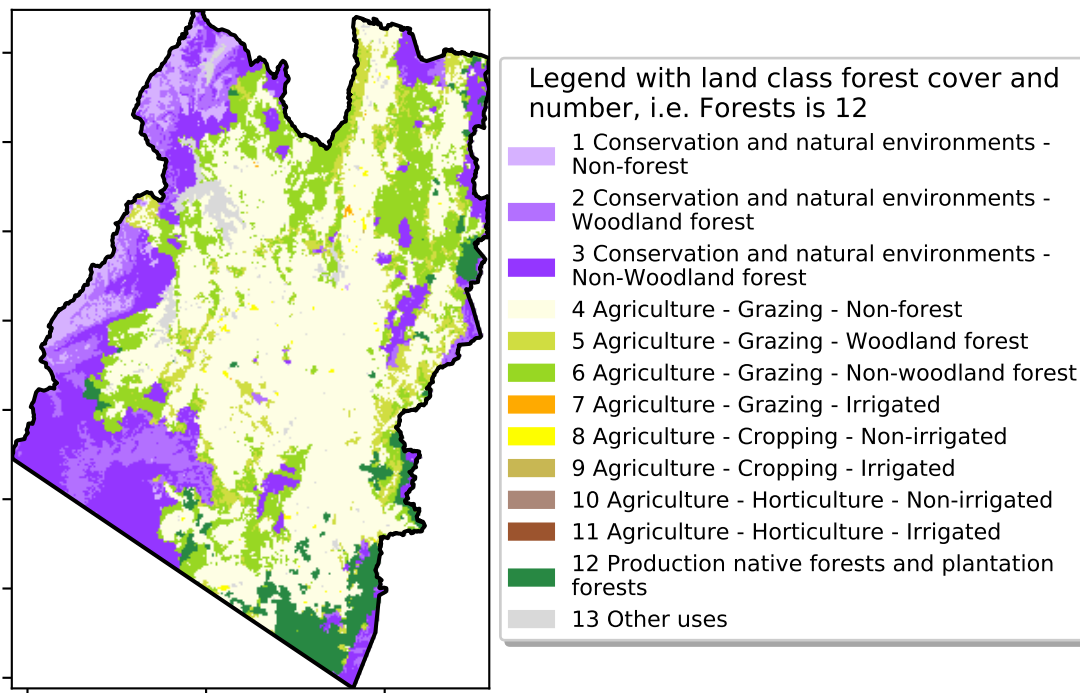 Legend with land class forest cover and
number, i.e. Forests is 12
1 Conservation and natural environments -
Non-forest
2 Conservation and natural environments -
Woodland forest
3 Conservation and natural environments -
Non-Woodland forest
4 Agriculture - Grazing - Non-forest
5 Agriculture - Grazing - Woodland forest
6 Agriculture - Grazing - Non-woodland forest
7 Agriculture - Grazing - Irrigated
8 Agriculture - Cropping - Non-irrigated
9 Agriculture - Cropping - Irrigated
10 Agriculture - Horticulture - Non-irrigated
11 Agriculture - Horticulture - Irrigated
12 Production native forests and plantation
forests
13 Other uses